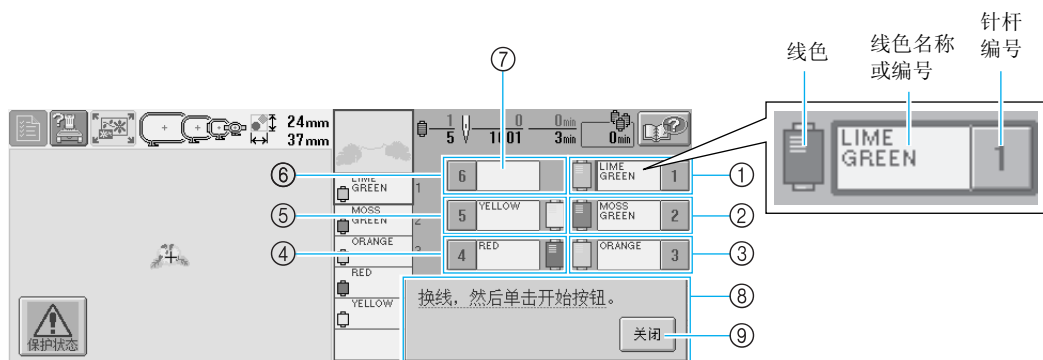 针杆
编号
线色
线色名称
或编号
⑦
24mm
37mm
1 0 0min
5 1001 3min 0min
LIME
GREEN
1
⑥ 6
LIME
GREEN 1 ①
LIME
GREEN 1
⑤ 5 YELLOW
MOSS
GREEN 2 ②
MOSS
GREEN 2
④ 4 RED
ORANGE 3 ③
ORANGE
RED
YELLOW
换线，然后单击开始按钮。 ⑧
关闭 ⑨
保护状态